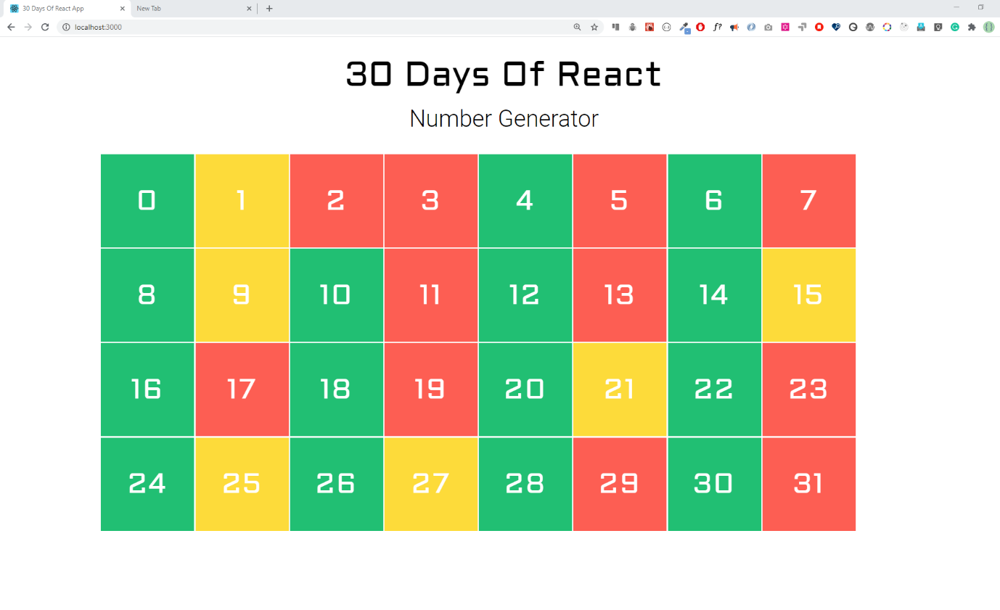 30 Days Of React App
New Tab
localhost:3000
f?
30 Days Of React
Number Generator
0 1 2 3 4 5 6 7
8 9 10 11 12 13 14 15
16 17 18 19 20 21 22 23
24 25 26 27 28 29 30 31